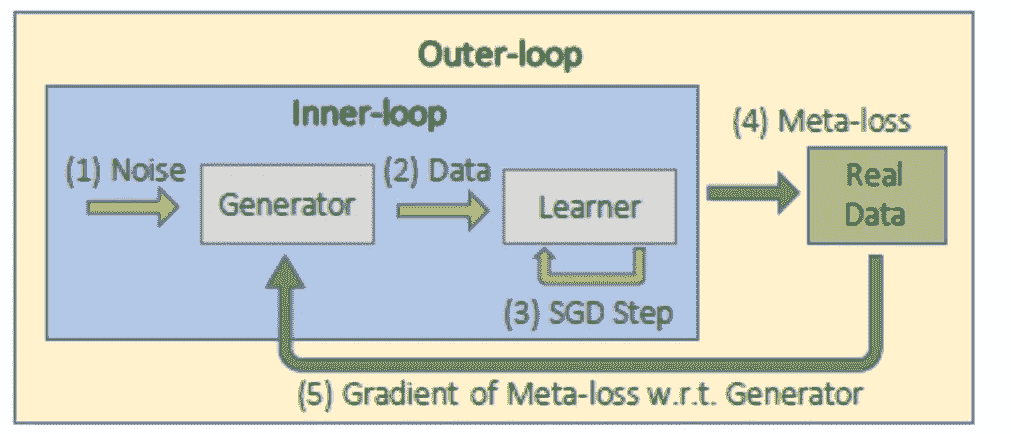 Outer-loop
Inner-loop
(1) Noise
Generator
(2) Data
Learner
(3) SGD Step
(4) Meta-loss
Real
Data
(5) Gradient of Meta-loss w.r.t. Generator